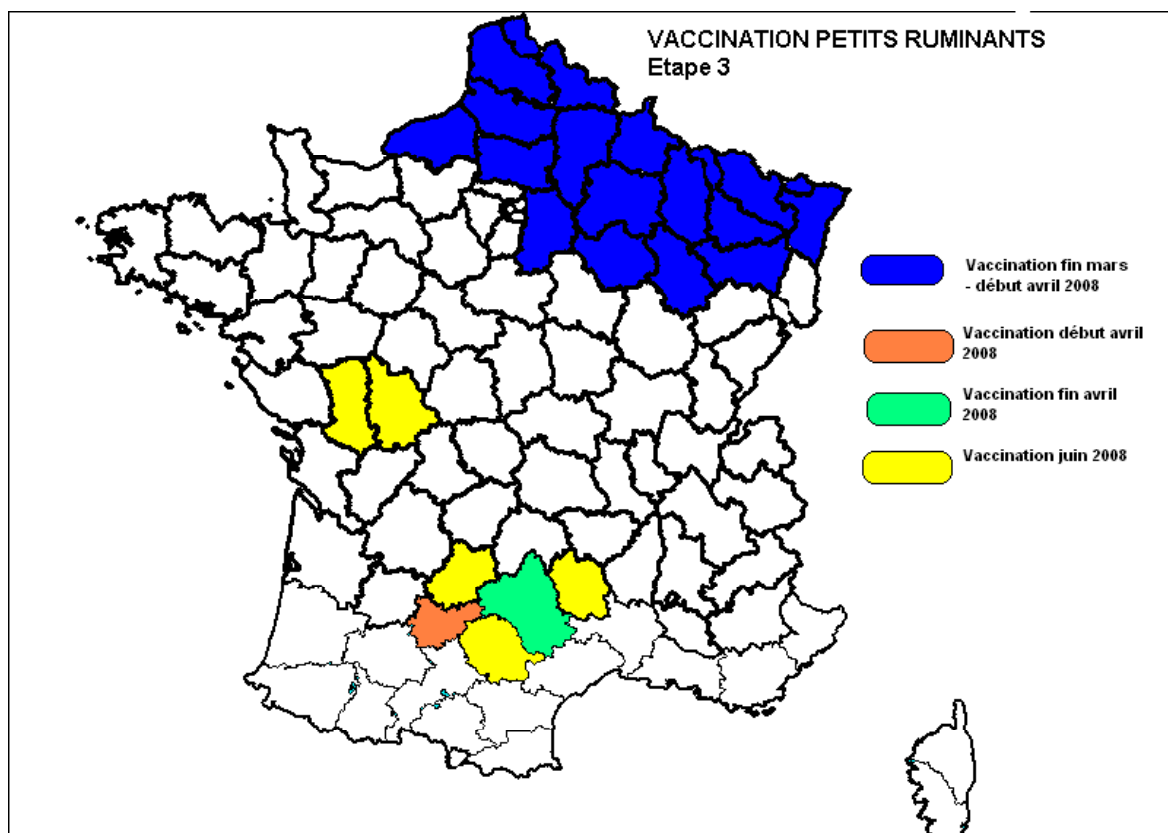 VACCINATION PETITS RUMINANTS
Etape 3
Vaccination fin mars
- début avril 2008
Vaccination début avril
2008
Vaccination fin avril
2008
Vaccination juin 2008